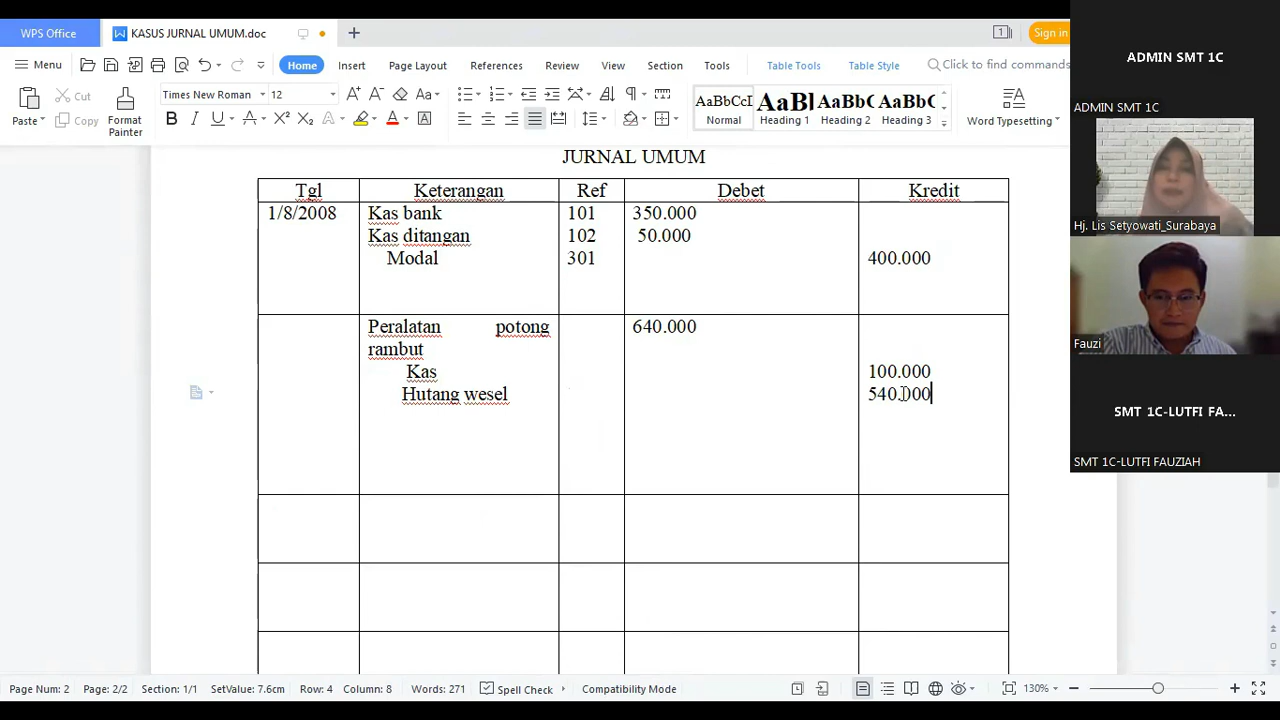 WPS Office
KASUS JURNAL UMUM.doc
1
Sign in
Menu
Home
Insert
Page Layout
References
Review
View
Section
Tools
Table Tools
Table Style
Click to find commands
Paste
Cut
Copy
Format
Painter
Times New Roman
12
AaBbCcD
Normal
AaBl
Heading 1
AaBb(
Heading 2
AaBb(
Heading 3
Word Typesetting
JURNAL UMUM
Tgl Keterangan Ref Debet Kredit
1/8/2008 Kas bank 101 350.000
Kas ditangan 102 50.000
Modal 301 400.000
Peralatan potong 640.000
rambut
Kas 100.000
Hutang wesel 540.000
Page Num: 2 Page: 2/2 Section: 1/1 SetValue: 7.6cm Row: 4 Column: 8 Words: 271 Spell Check Compatibility Mode 130%
ADMIN SMT 1C
ADMIN SMT 1C
Hj. Lis Setyowati_Surabaya
Fauzi
SMT 1C-LUTFI FA...
SMT 1C-LUTFI FAUZIAH